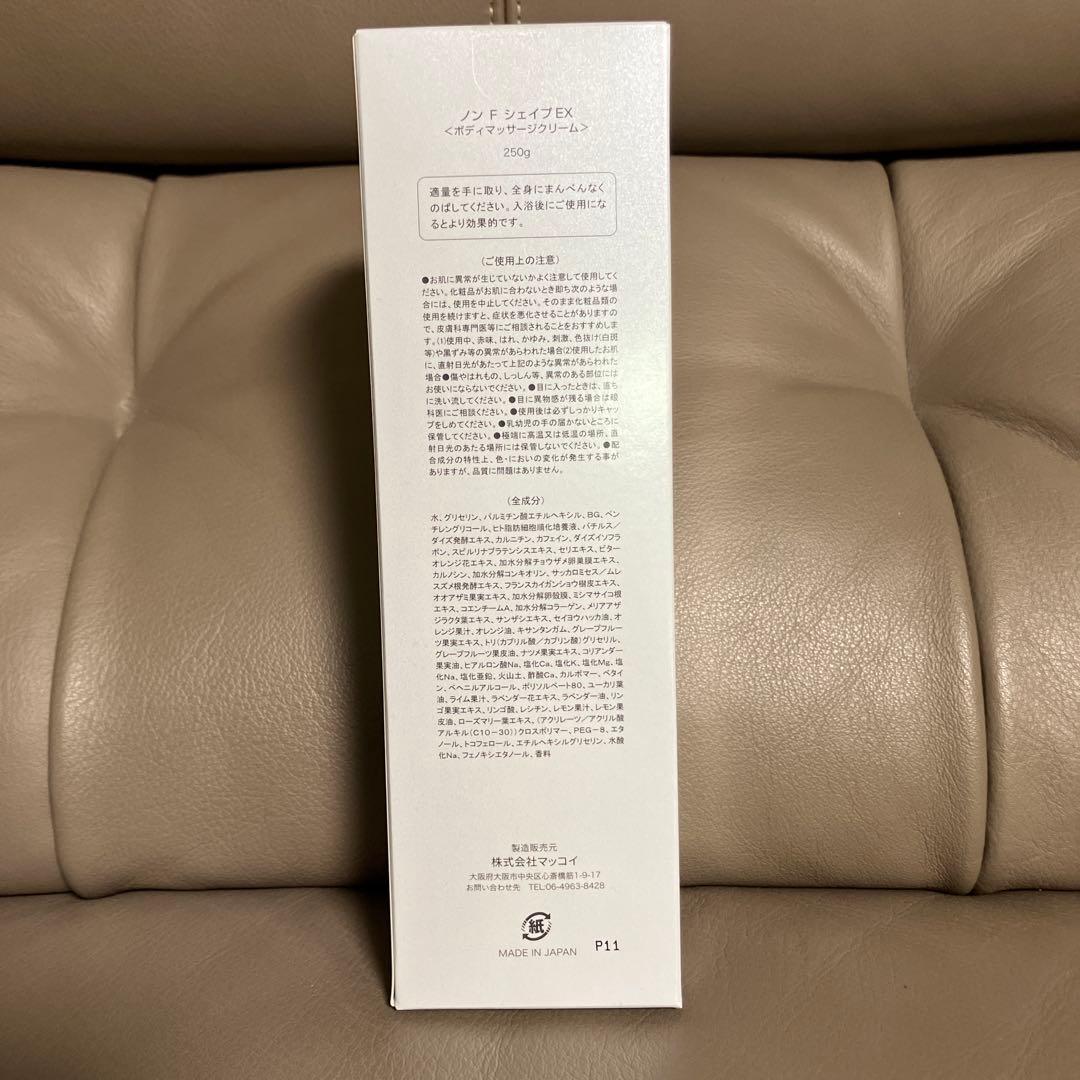 ノン F シェイプEX
＜ボディマッサージクリーム＞
250g
適量を手に取り、全身にまんべんなく
のばしてください。入浴後にご使用にな
るとより効果的です。
（ご使用上の注意）
●お肌に異常が生じていないかよく注意して使用してく
ださい。化粧品がお肌に合わないとき即ち次のような場
合には、使用を中止してください。そのまま化粧品類の
使用を続けますと、症状を悪化させることがありますの
で、皮膚科専門医等にご相談されることをおすすめしま
す。(1)使用中、赤味、はれ、かゆみ、刺激、色抜け(白斑
等)や黒ずみ等の異常があらわれた場合(2)使用したお肌
に、直射日光があたって上記のような異常があらわれた
場合●傷やはれもの、しっしん等、異常のある部位には
お使いにならないでください。●目に入ったときは、直ち
に洗い流してください。●目に異物感が残る場合は眼
科医にご相談ください。●使用後は必ずしっかりキャッ
プをしめてください。●乳幼児の手の届かないところに
保管してください。●極端に高温又は低温の場所、直
射日光のあたる場所には保管しないでください。●配
合成分の特性上、色・においの変化が発生する事が
ありますが、品質に問題はありません。
（全成分）
水、グリセリン、パルミチン酸エチルヘキシル、BG、ペン
チレングリコール、ヒト脂肪細胞順化培養液、バチルス／
ダイズ発酵エキス、カルニチン、カフェイン、ダイズイソフラ
ボン、スピルリナプラテンシスエキス、セリエキス、ビター
オレンジ花エキス、加水分解チョウザメ卵巣膜エキス、
カルノシン、加水分解コンキオリン、サッカロミセス／ムレ
スズメ根発酵エキス、フランスカイガンショウ樹皮エキス、
オオアザミ果実エキス、加水分解卵殻膜、ミシマサイコ根
エキス、コエンチームA、加水分解コラーゲン、メリアアザ
ジラクタ葉エキス、サンザシエキス、セイヨウハッカ油、オ
レンジ果汁、オレンジ油、キサンタンガム、グレープフルー
ツ果実エキス、トリ（カプリル酸／カプリン酸）グリセリル、
グレープフルーツ果皮油、ナツメ果実エキス、コリアンダー
果実油、ヒアルロン酸Na、塩化Ca、塩化K、塩化Mg、塩
化Na、塩化亜鉛、火山土、酢酸Ca、カルボマー、ベタイ
ン、ベヘニルアルコール、ポリソルベート80、ユーカリ葉
油、ライム果汁、ラベンダー花エキス、ラベンダー油、リン
ゴ果実エキス、リンゴ酸、レシチン、レモン果汁、レモン果
皮油、ローズマリー葉エキス、（アクリレーツ／アクリル酸
アルキル（C10－30））クロスポリマー、PEG－8、エタ
ノール、トコフェロール、エチルヘキシルグリセリン、水酸
化Na、フェノキシエタノール、香料
製造販売元
株式会社マッコイ
大阪府大阪市中央区心斎橋筋1-9-17
お問い合わせ先 TEL:06-4963-8428
紙
MADE IN JAPAN P11